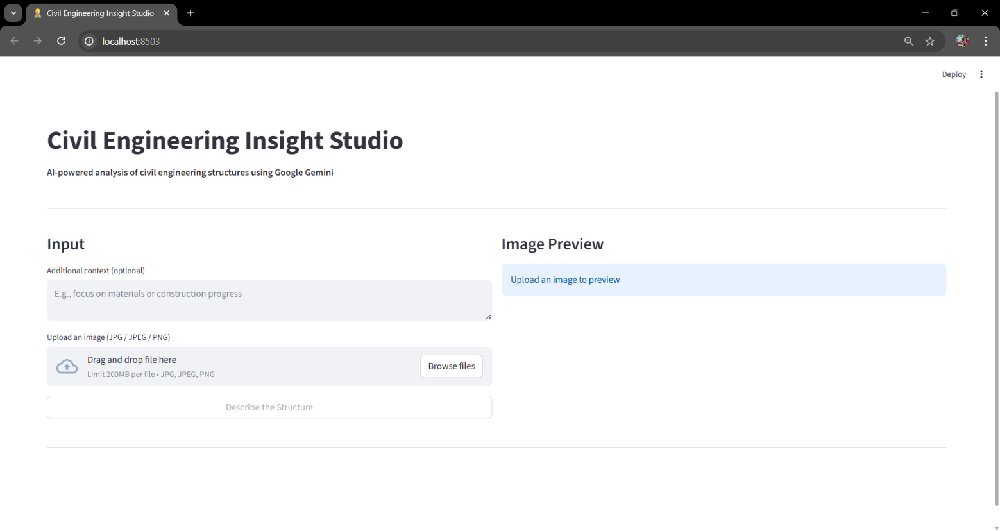 Civil Engineering Insight Studio
localhost:8503
Deploy
Civil Engineering Insight Studio
AI-powered analysis of civil engineering structures using Google Gemini
Input
Additional context (optional)
E.g., focus on materials or construction progress
Upload an image (JPG / JPEG / PNG)
Drag and drop file here
Limit 200MB per file • JPG, JPEG, PNG
Browse files
Describe the Structure
Image Preview
Upload an image to preview